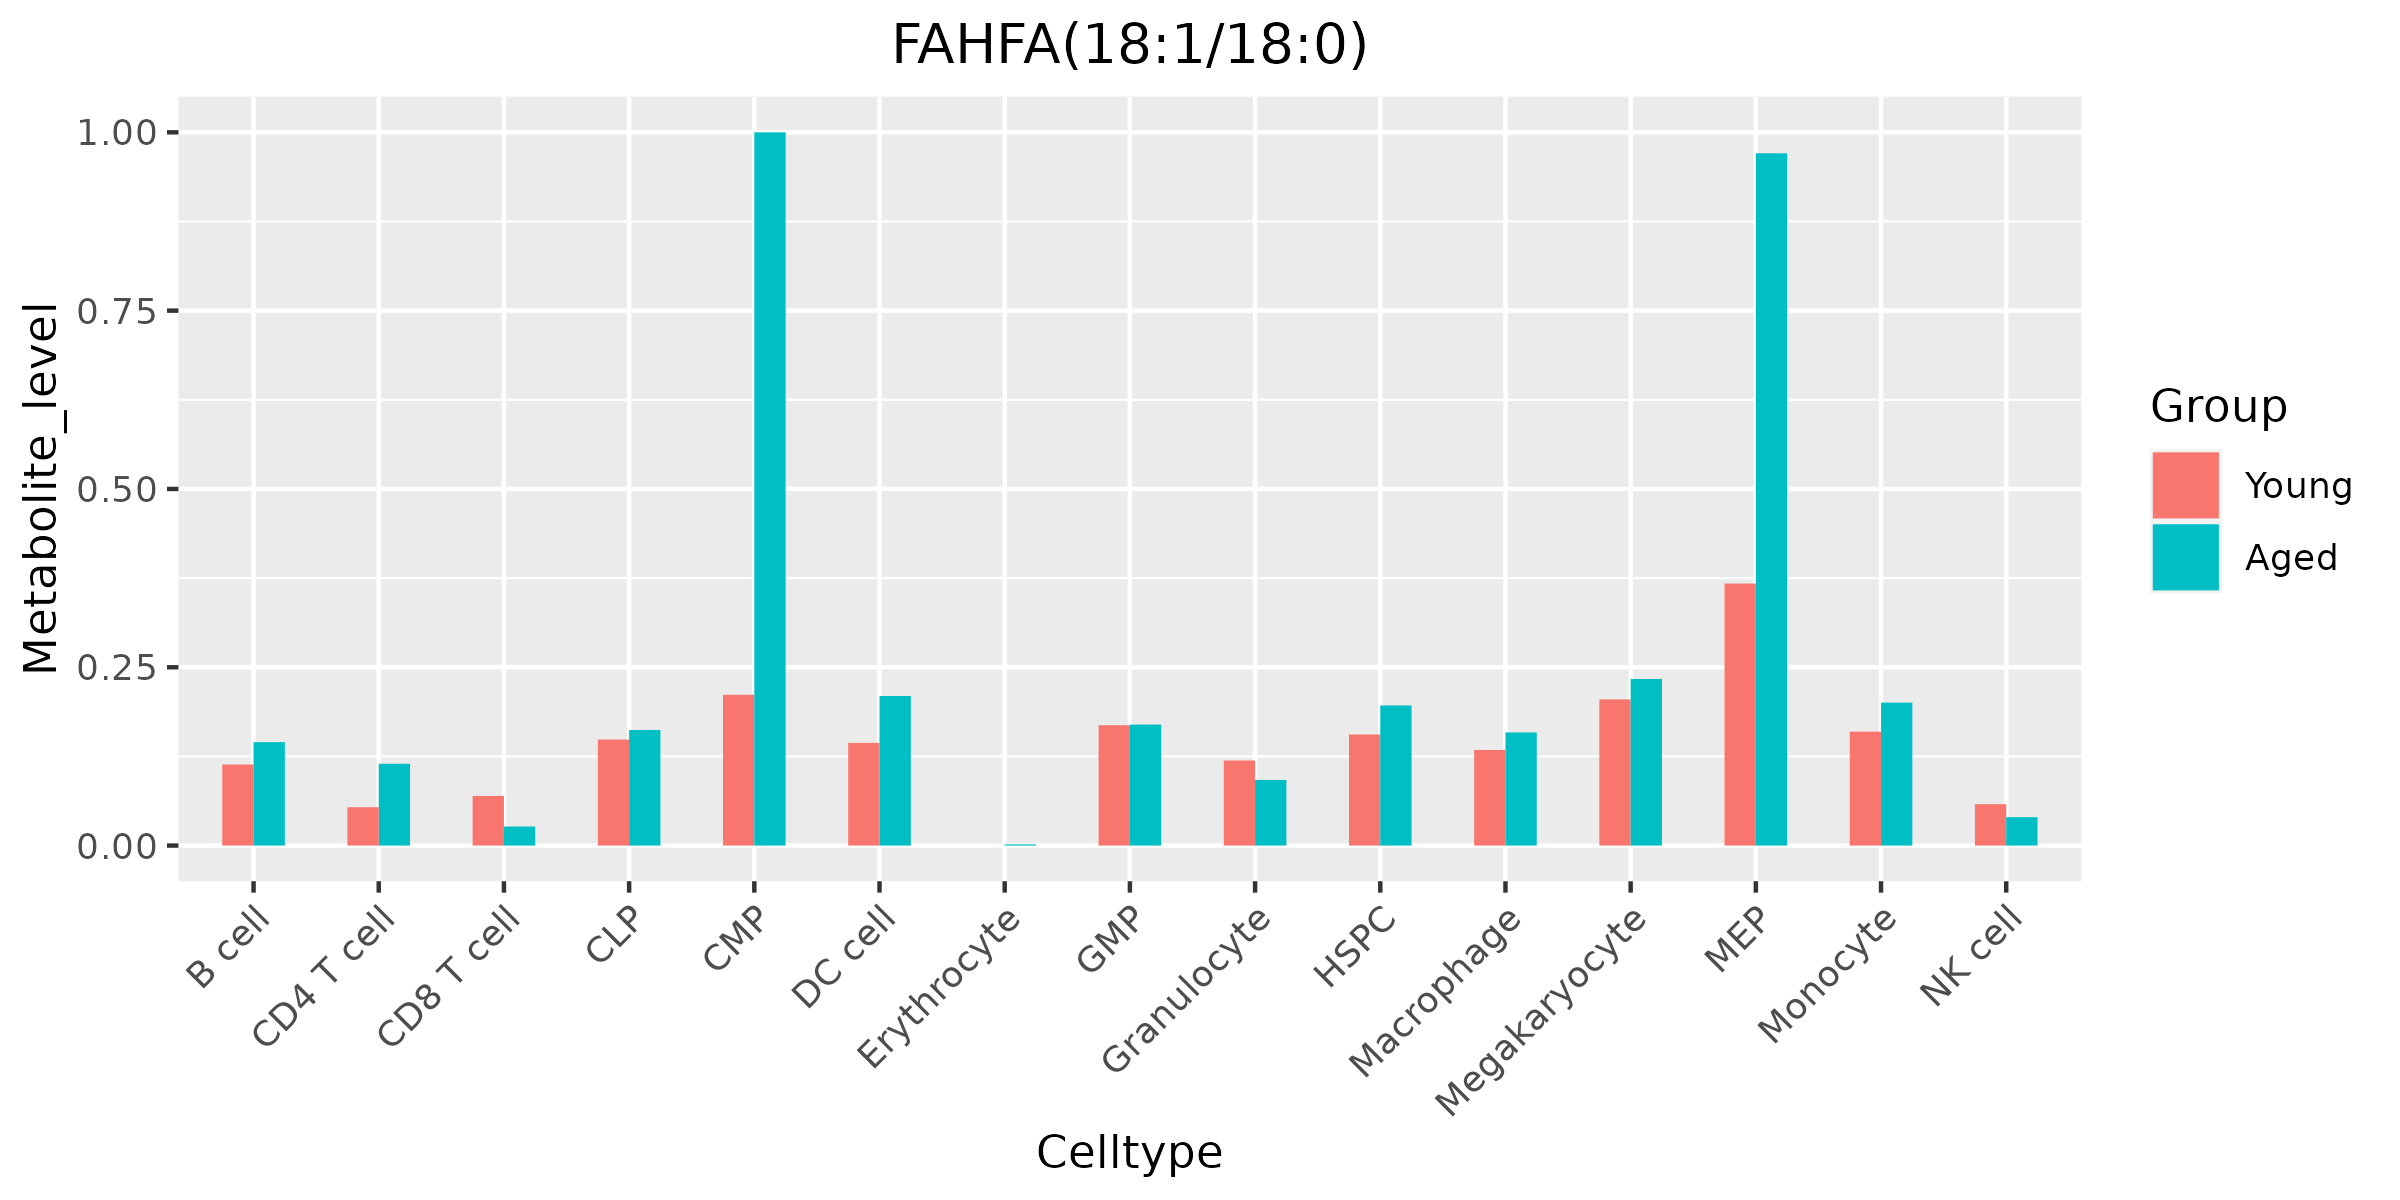 FAHFA(18:1/18:0)
Metabolite_level
1.00
0.75
0.50
0.25
0.00
B cell
CD4 T cell
CD8 T cell
CLP
CMP
DC cell
Erythrocyte
GMP
Granulocyte
HSPC
Macrophage
Megakaryocyte
MEP
Monocyte
NK cell
Celltype
Group
Young
Aged